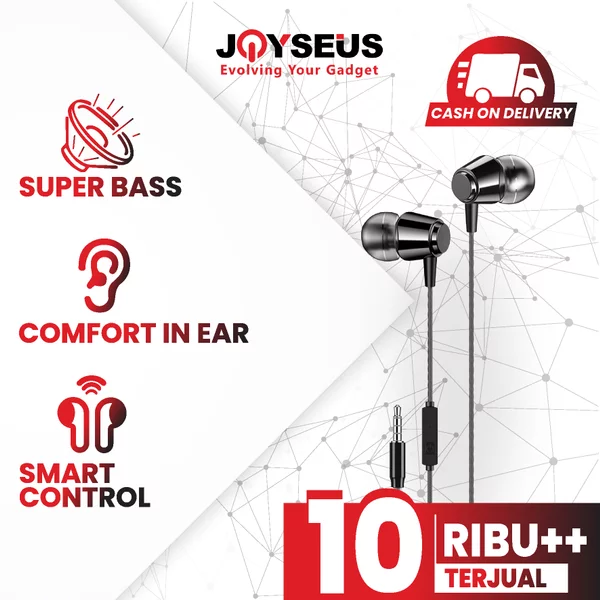 JOYSEUS
Evolving Your Gadget
CASH ON DELIVERY
SUPER BASS
COMFORT IN EAR
SMART
CONTROL
10
RIBU++
TERJUAL